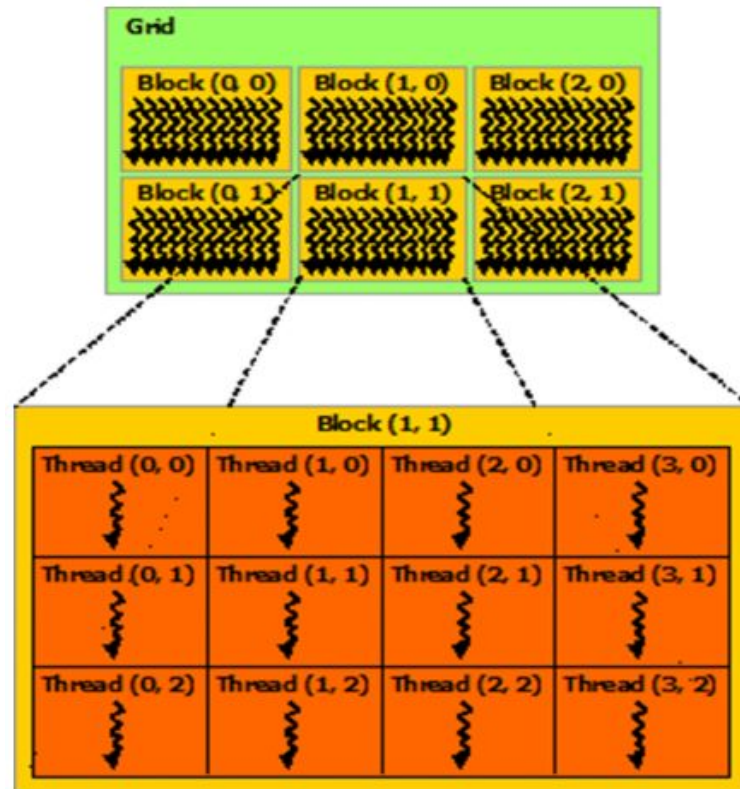 Grid
Block (0, 0) Block (1, 0) Block (2, 0)
Block (0, 1) Block (1, 1) Block (2, 1)
Block (1, 1)
Thread (0, 0) Thread (1, 0) Thread (2, 0) Thread (3, 0)
Thread (0, 1) Thread (1, 1) Thread (2, 1) Thread (3, 1)
Thread (0, 2) Thread (1, 2) Thread (2, 2) Thread (3, 2)